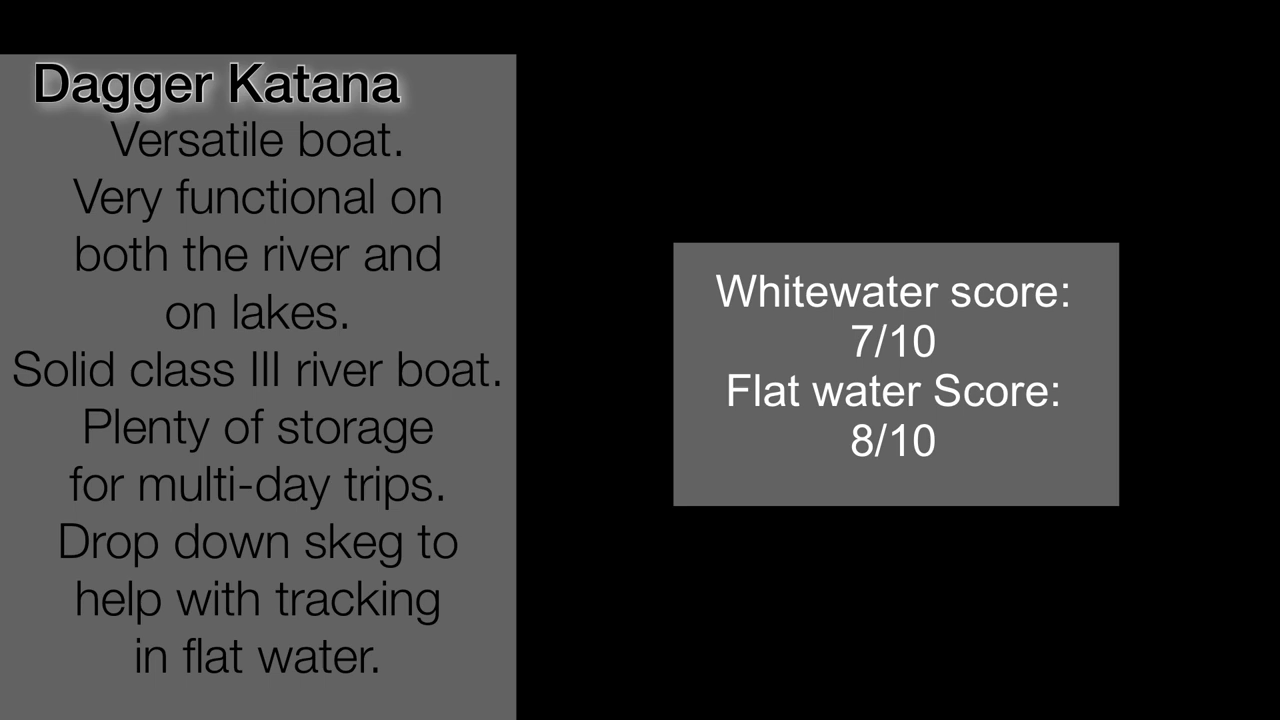 Dagger Katana
Versatile boat.
Very functional on
both the river and
on lakes.
Solid class III river boat.
Plenty of storage
for multi-day trips.
Drop down skeg to
help with tracking
in flat water.
Whitewater score:
7/10
Flat water Score:
8/10